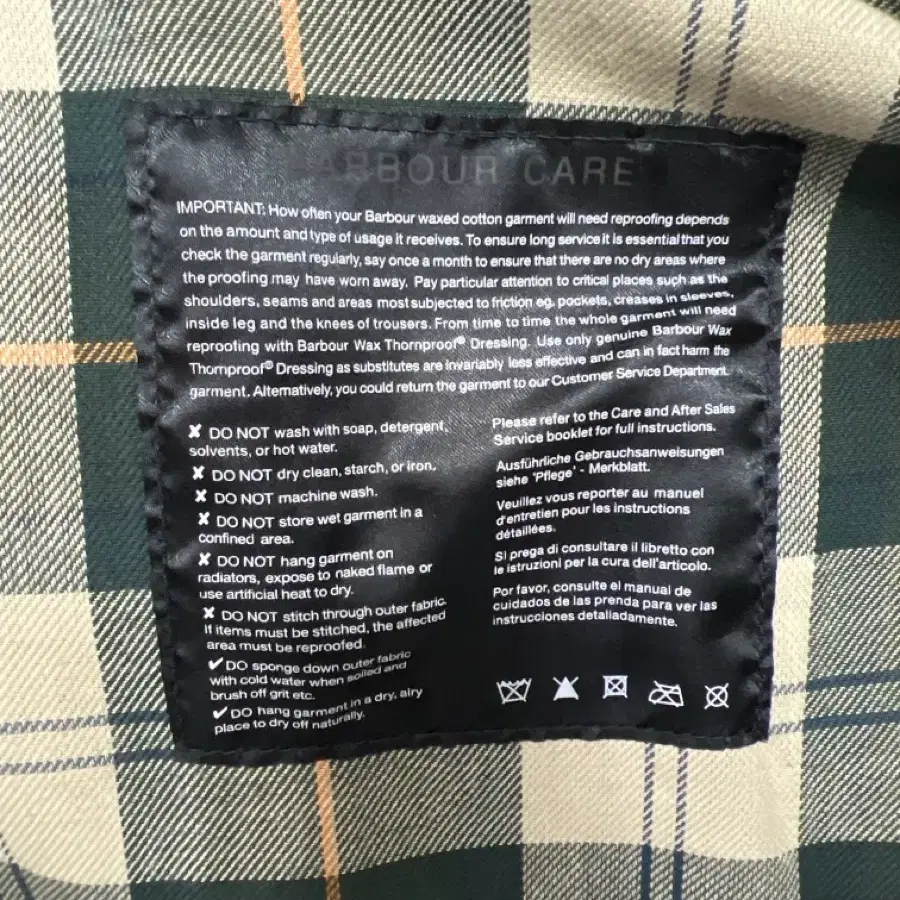 BARBOUR CARE
IMPORTANT: How often your Barbour waxed cotton garment will need reproofing depends
on the amount and type of usage it receives. To ensure long service it is essential that you
check the garment regularly, say once a month to ensure that there are no dry areas where
the proofing may have worn away. Pay particular attention to critical places such as the
shoulders, seams and areas most subjected to friction eg. pockets, creases in sleeves,
inside leg and the knees of trousers. From time to time the whole garment will need
reproofing with Barbour Wax Thornproof® Dressing. Use only genuine Barbour Wax
Thornproof® Dressing as substitutes are invariably less effective and can in fact harm the
garment. Alternatively, you could return the garment to our Customer Service Department.
✘ DO NOT wash with soap, detergent,
solvents, or hot water.
✘ DO NOT dry clean, starch, or iron.
✘ DO NOT machine wash.
✘ DO NOT store wet garment in a
confined area.
✘ DO NOT hang garment on
radiators, expose to naked flame or
use artificial heat to dry.
✘ DO NOT stitch through outer fabric.
If items must be stitched, the affected
area must be reproofed.
✔DO sponge down outer fabric
with cold water when soiled and
brush off grit etc.
✔DO hang garment in a dry, airy
place to dry off naturally.
Please refer to the Care and After Sales
Service booklet for full instructions.
Ausführliche Gebrauchsanweisungen
siehe 'Pflege' - Merkblatt.
Veuillez vous reporter au manuel
d'entretien pour les instructions
détaillées.
Si prega di consultare il libretto con
le istruzioni per la cura dell'articolo.
Por favor, consulte el manual de
cuidados de las prenda para ver las
instrucciones detalladamente.